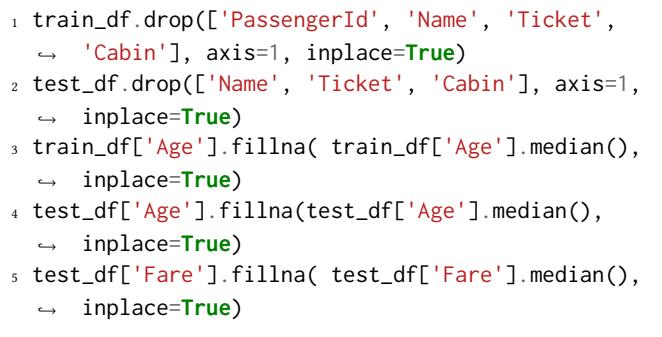 1 train_df.drop(['PassengerId', 'Name', 'Ticket',
↪ 'Cabin'], axis=1, inplace=True)
2 test_df.drop(['Name', 'Ticket', 'Cabin'], axis=1,
↪ inplace=True)
3 train_df['Age'].fillna( train_df['Age'].median(),
↪ inplace=True)
4 test_df['Age'].fillna(test_df['Age'].median(),
↪ inplace=True)
5 test_df['Fare'].fillna( test_df['Fare'].median(),
↪ inplace=True)